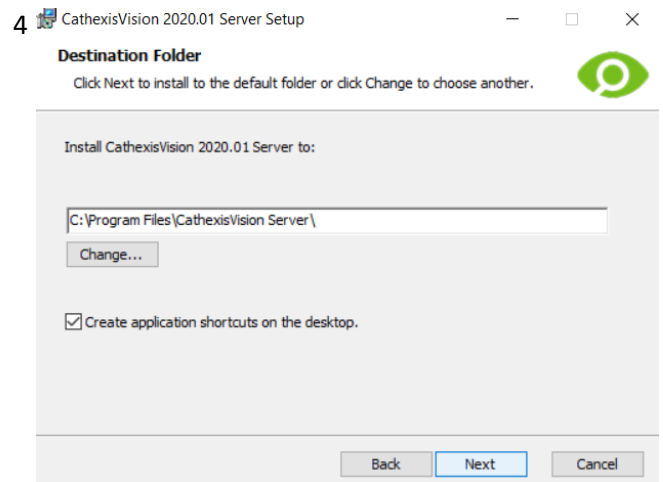 4
CathexisVision 2020.01 Server Setup
Destination Folder
Click Next to install to the default folder or click Change to choose another.
Install CathexisVision 2020.01 Server to:
C:\Program Files\CathexisVision Server\
Change...
Create application shortcuts on the desktop.
Back Next Cancel